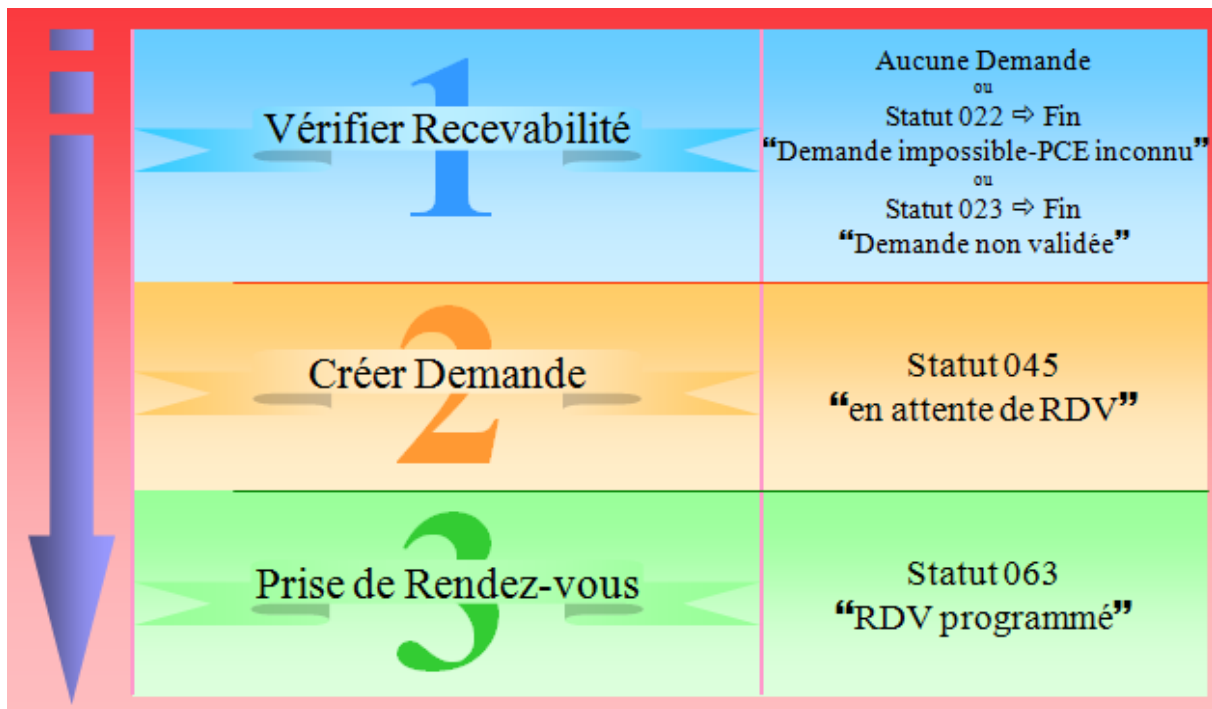 1
Vérifier Recevabilité
Aucune Demande
ou
Statut 022 ⇨ Fin
❝Demande impossible-PCE inconnu❞
ou
Statut 023 ⇨ Fin
❝Demande non validée❞
2
Créer Demande
Statut 045
❝en attente de RDV❞
3
Prise de Rendez-vous
Statut 063
❝RDV programmé❞